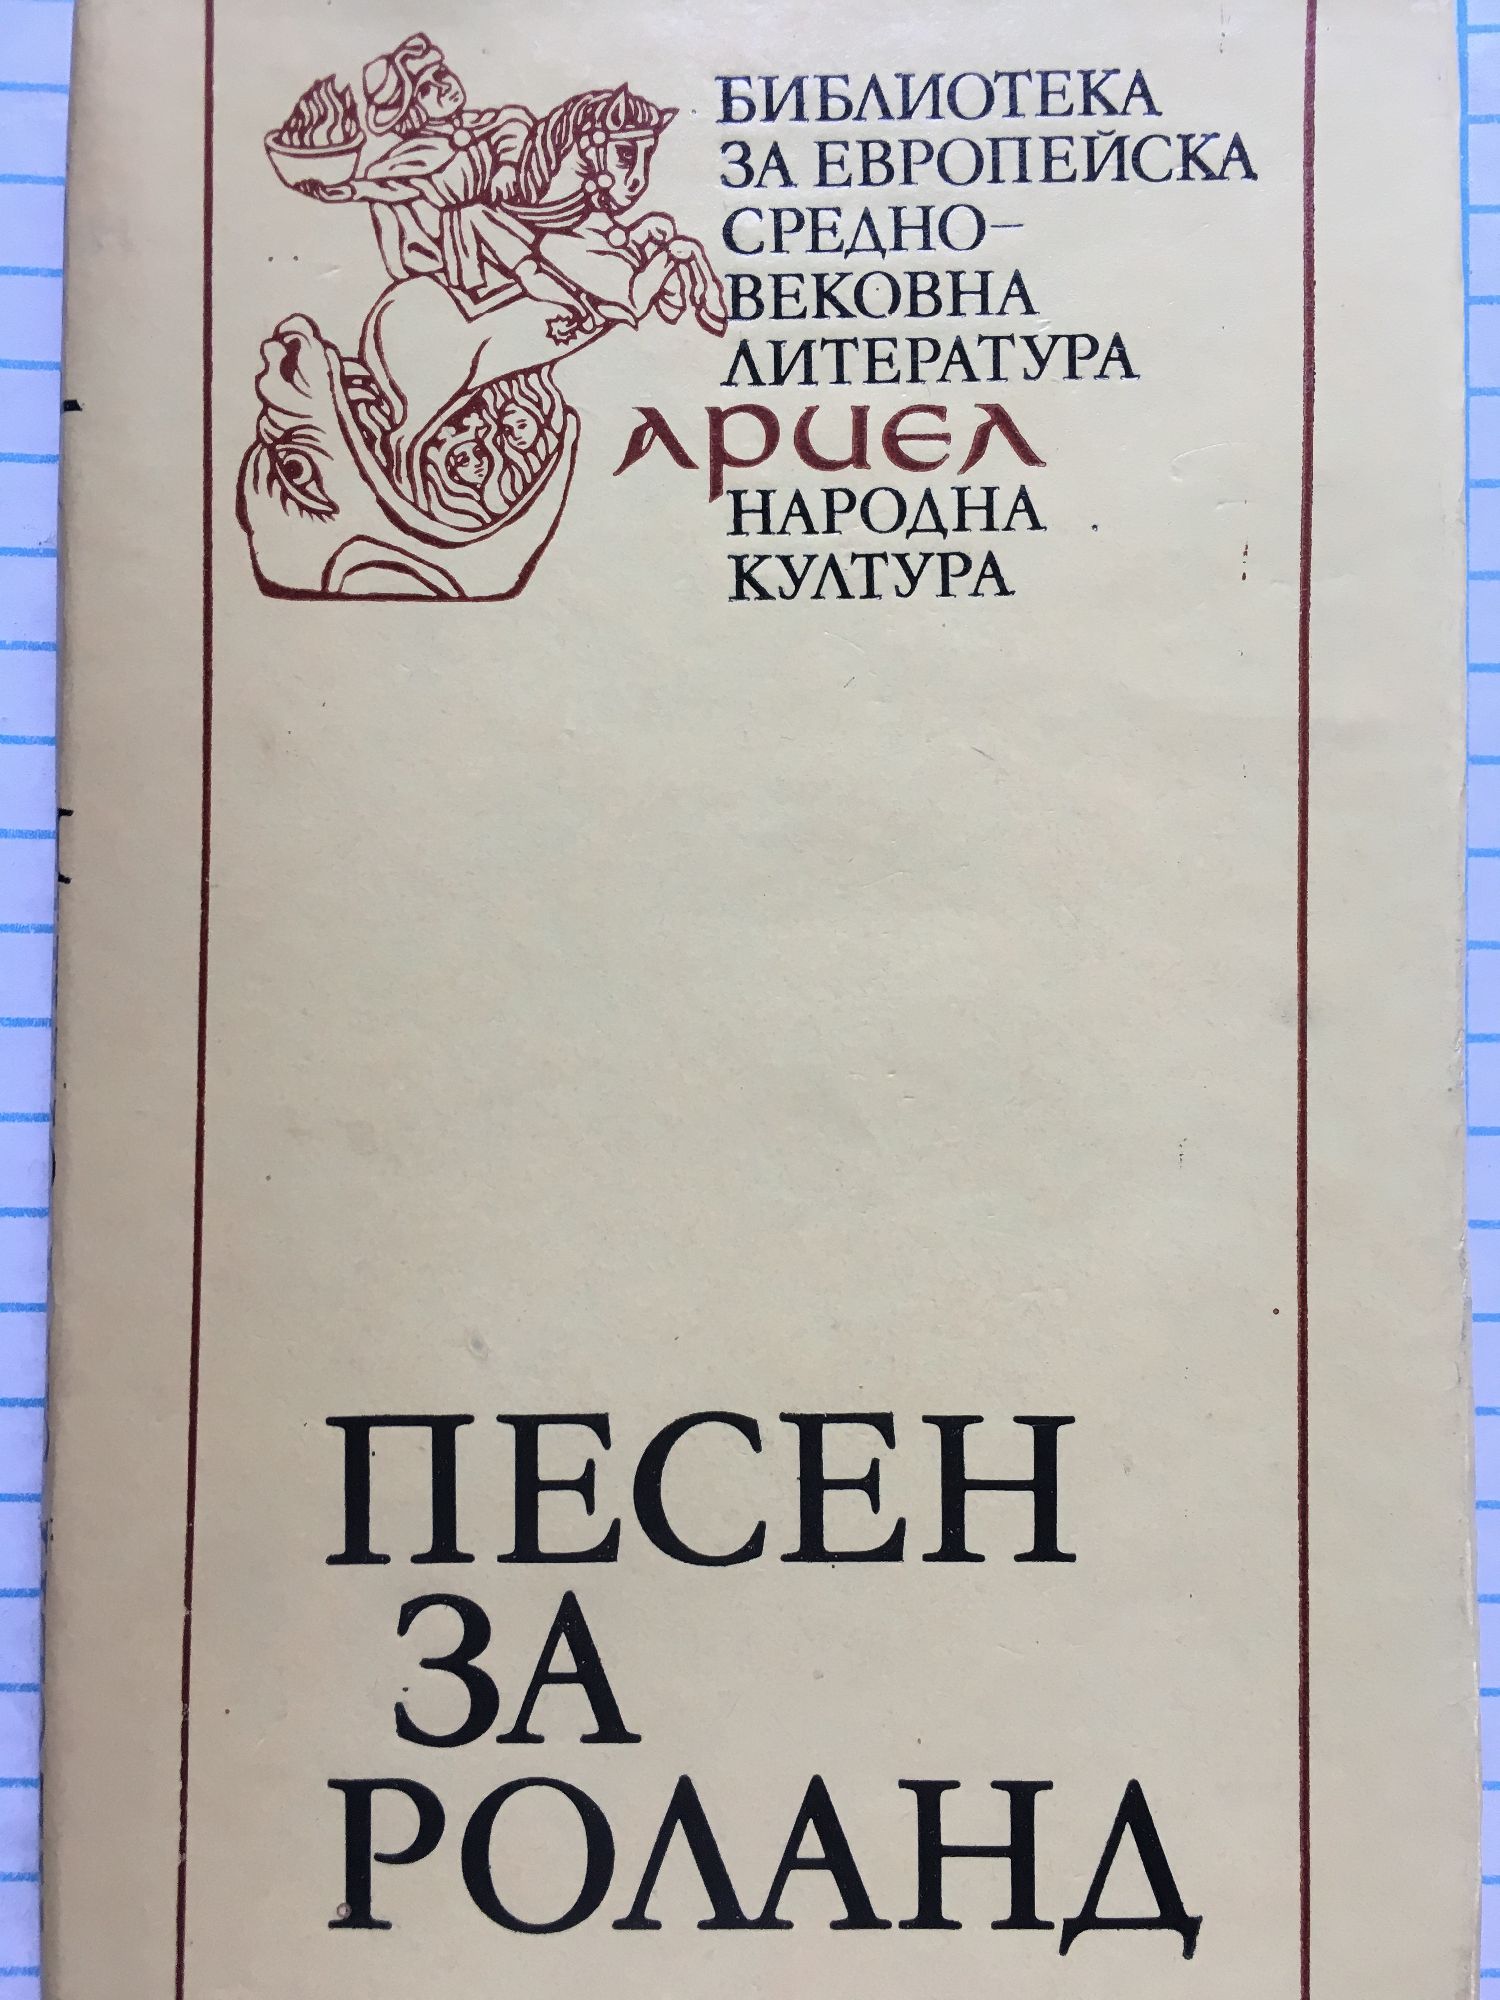 БИБЛИОТЕКА
ЗА ЕВРОПЕЙСКА
СРЕДНО-
ВЕКОВНА
ЛИТЕРАТУРА
АРИЕЛ
НАРОДНА
КУЛТУРА
ПЕСЕН
ЗА
РОЛАНД